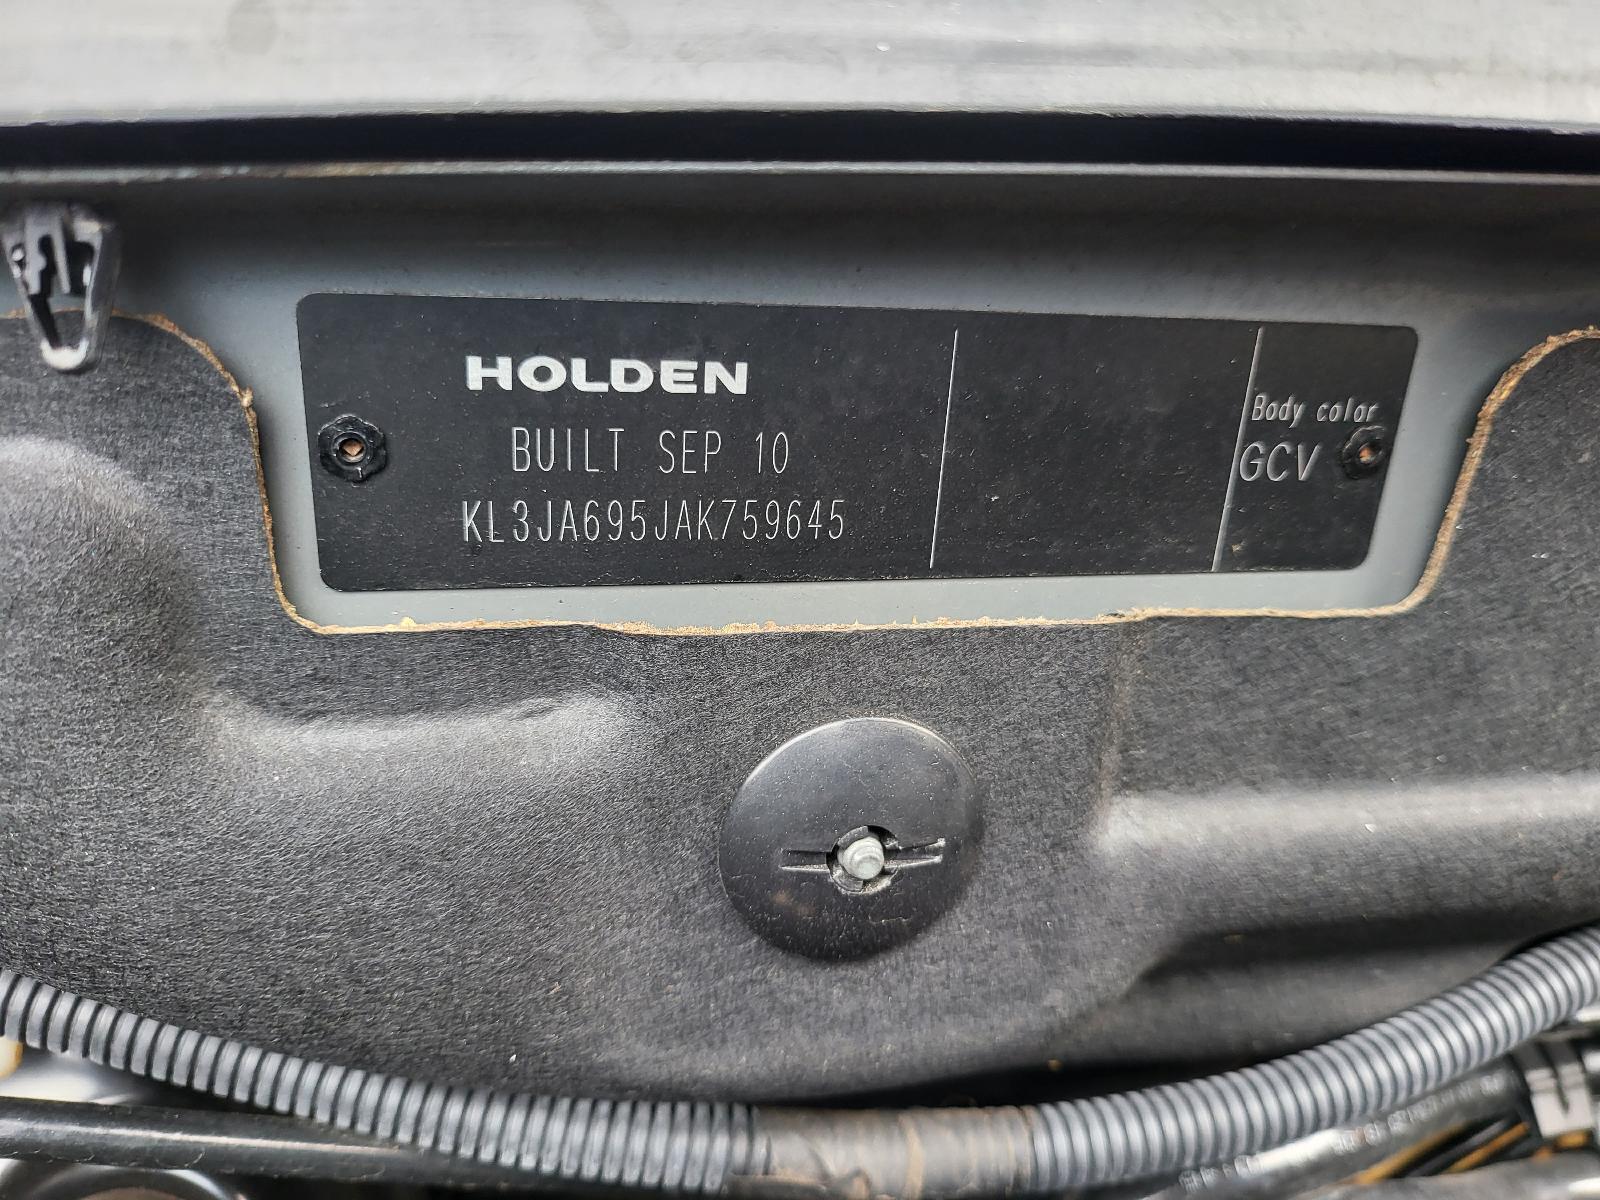 HOLDEN
BUILT SEP 10
KL3JA695JAK759645
Body color
GCV